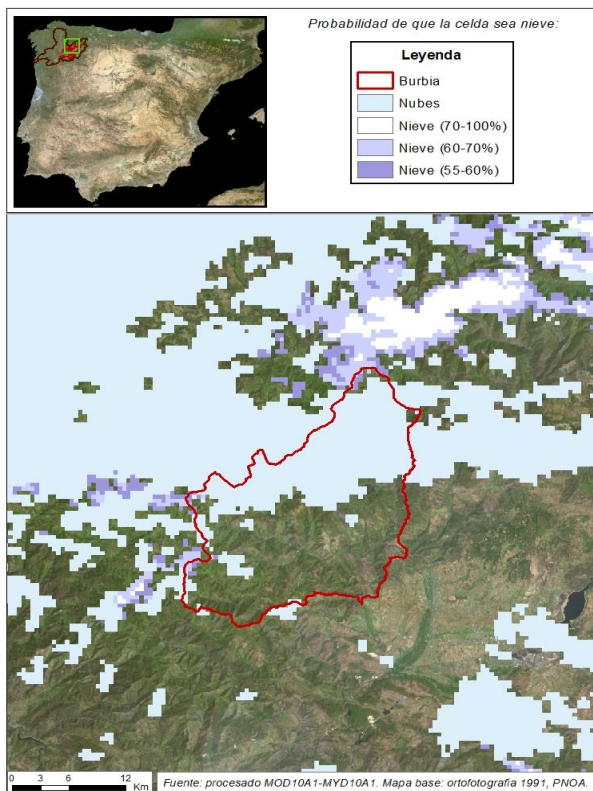 Probabilidad de que la celda sea nieve:
Leyenda
Burbia
Nubes
Nieve (70-100%)
Nieve (60-70%)
Nieve (55-60%)
0 3 6 12
Km
Fuente: procesado MOD10A1-MYD10A1. Mapa base: ortofotografia 1991, PNOA.